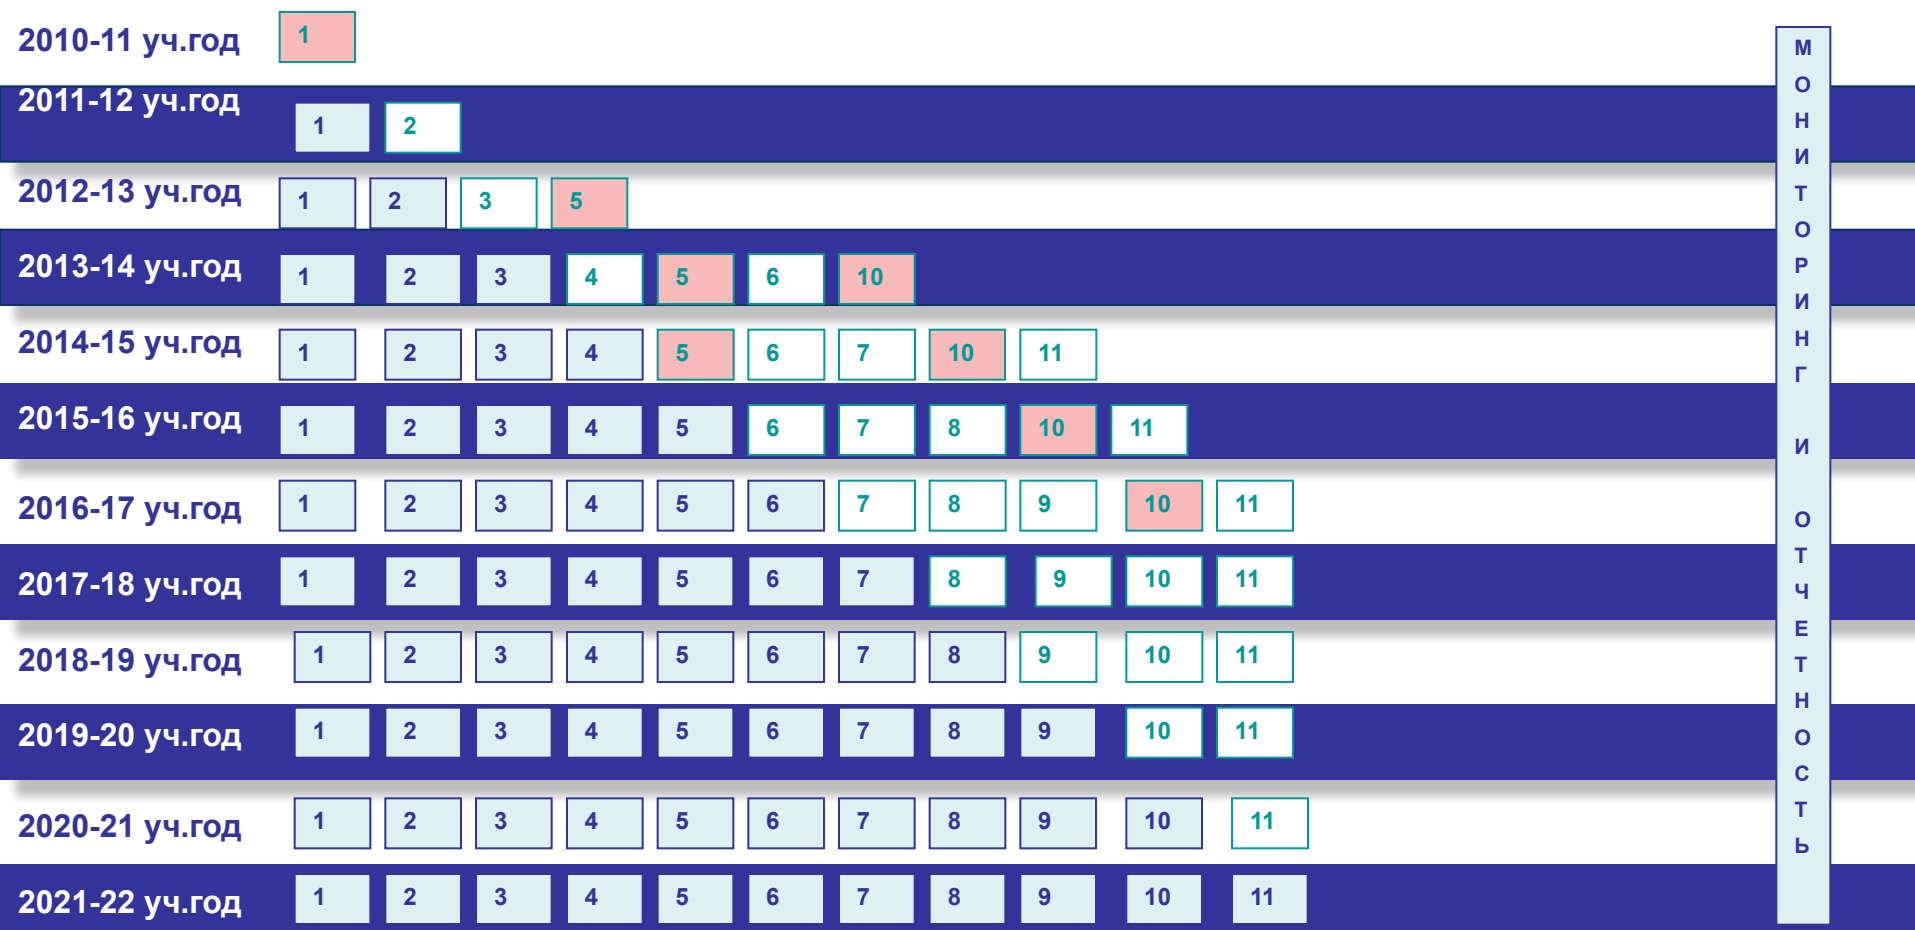 2010-11 уч.год 1
2011-12 уч.год 1 2
2012-13 уч.год 1 2 3 5
2013-14 уч.год 1 2 3 4 5 6 10
2014-15 уч.год 1 2 3 4 5 6 7 10 11
2015-16 уч.год 1 2 3 4 5 6 7 8 10 11
2016-17 уч.год 1 2 3 4 5 6 7 8 9 10 11
2017-18 уч.год 1 2 3 4 5 6 7 8 9 10 11
2018-19 уч.год 1 2 3 4 5 6 7 8 9 10 11
2019-20 уч.год 1 2 3 4 5 6 7 8 9 10 11
2020-21 уч.год 1 2 3 4 5 6 7 8 9 10 11
2021-22 уч.год 1 2 3 4 5 6 7 8 9 10 11
МОНИТОРИНГ И ОТЧЕТНОСТЬ